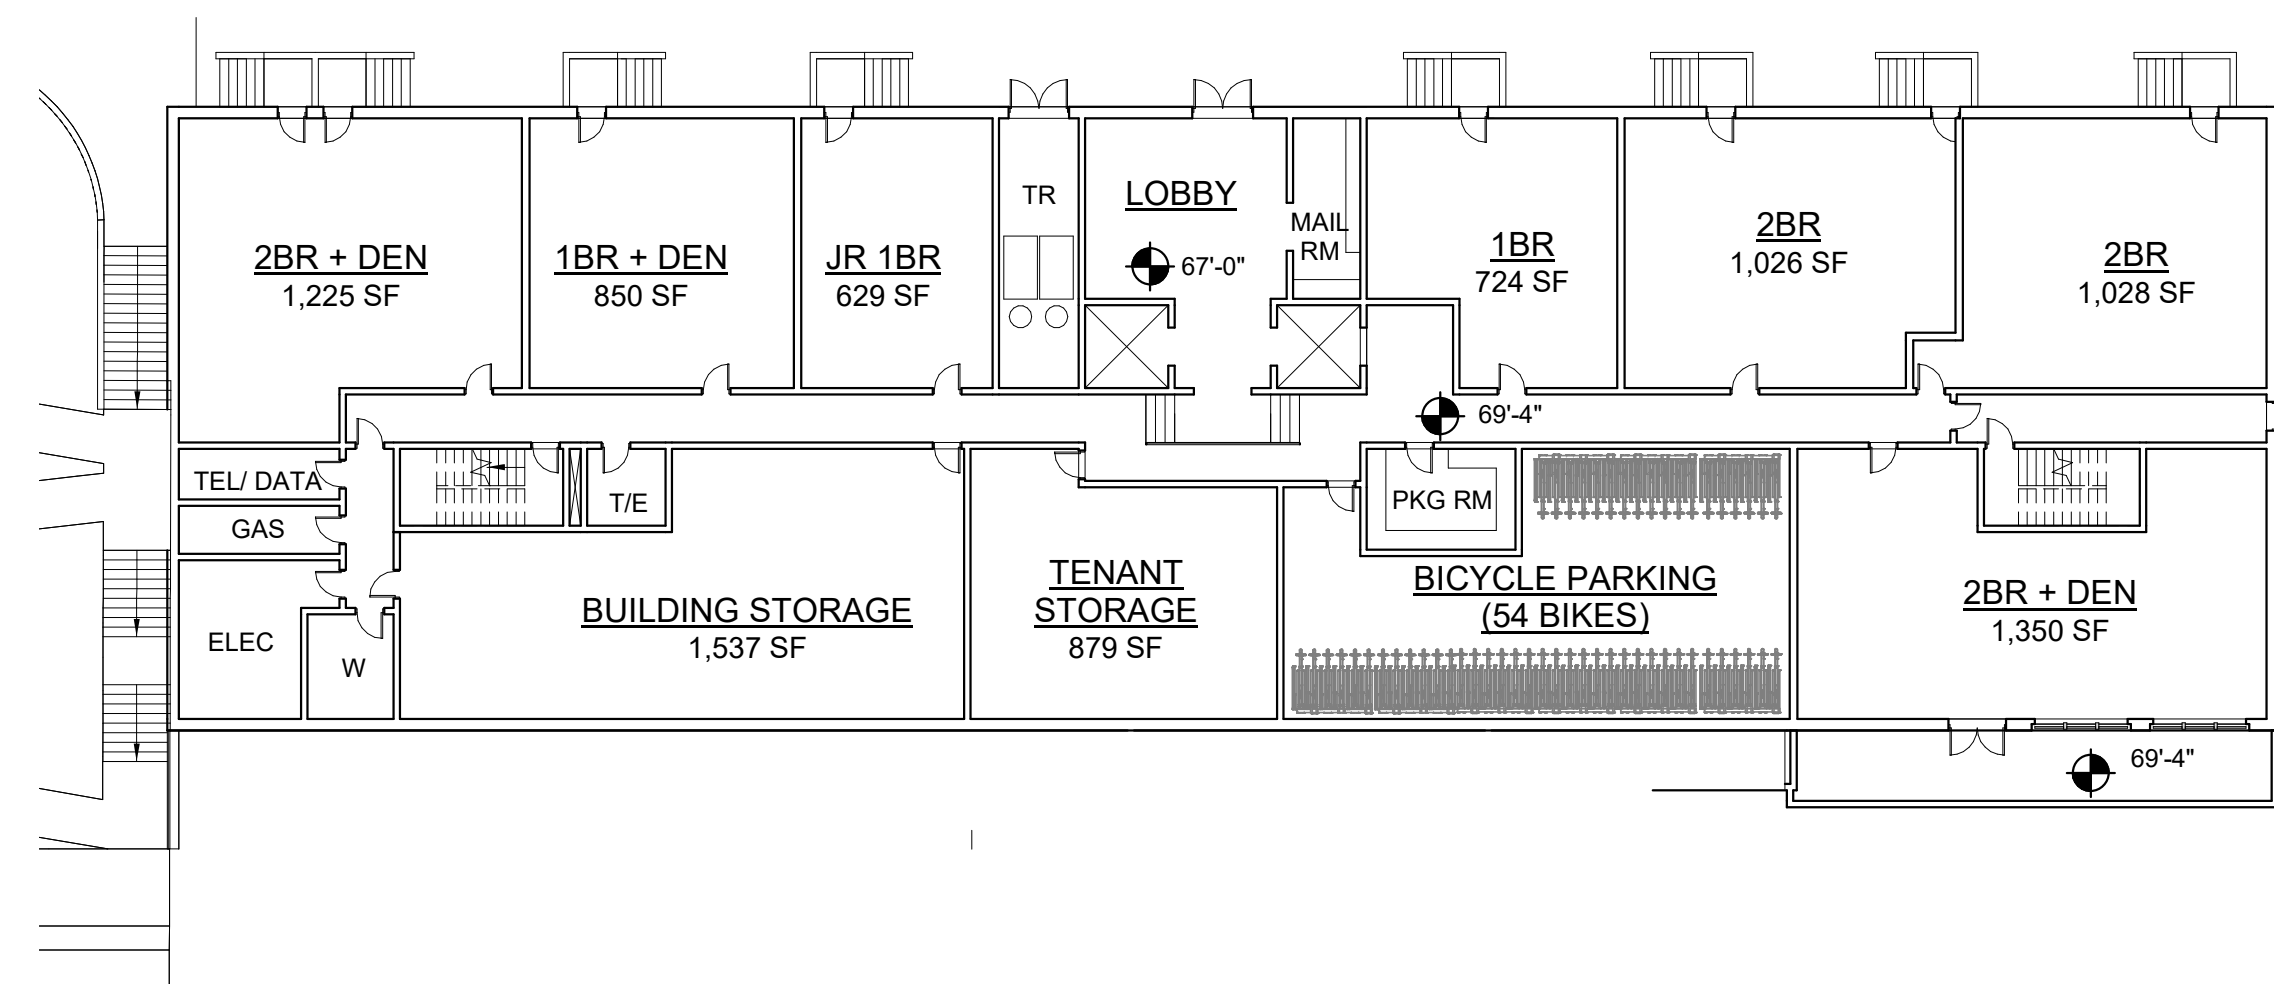 2BR + DEN
1,225 SF
1BR + DEN
850 SF
JR 1BR
629 SF
TR
LOBBY
67'-0"
MAIL
RM
1BR
724 SF
2BR
1,026 SF
2BR
1,028 SF
69'-4"
TEL/ DATA
GAS
ELEC
W
T/E
BUILDING STORAGE
1,537 SF
TENANT
STORAGE
879 SF
PKG RM
BICYCLE PARKING
(54 BIKES)
2BR + DEN
1,350 SF
69'-4"